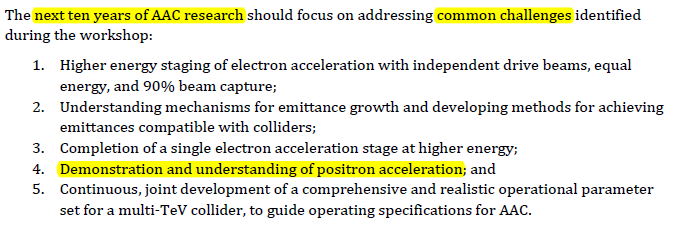 The next ten years of AAC research should focus on addressing common challenges identified
during the workshop:
1. Higher energy staging of electron acceleration with independent drive beams, equal
energy, and 90% beam capture;
2. Understanding mechanisms for emittance growth and developing methods for achieving
emittances compatible with colliders;
3. Completion of a single electron acceleration stage at higher energy;
4. Demonstration and understanding of positron acceleration; and
5. Continuous, joint development of a comprehensive and realistic operational parameter
set for a multi-TeV collider, to guide operating specifications for AAC.